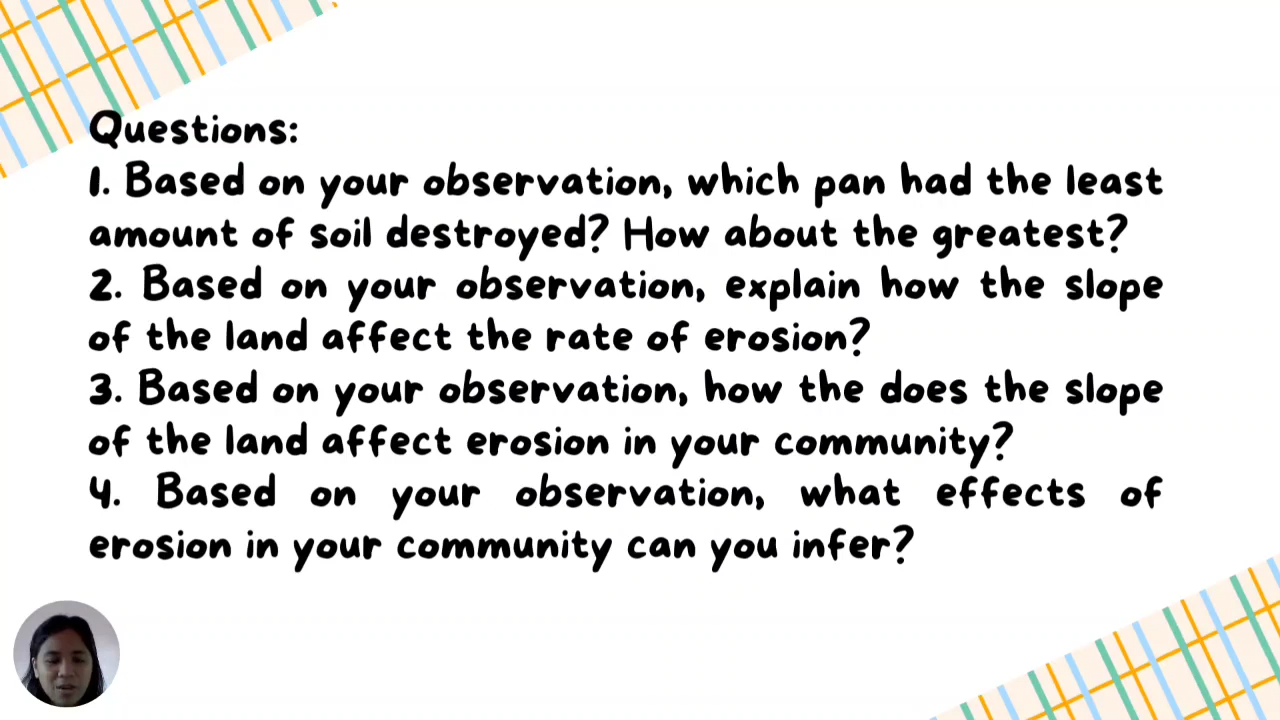 Questions:
1. Based on your observation, which pan had the least
amount of soil destroyed? How about the greatest?
2. Based on your observation, explain how the slope
of the land affect the rate of erosion?
3. Based on your observation, how the does the slope
of the land affect erosion in your community?
4. Based on your observation, what effects of
erosion in your community can you infer?